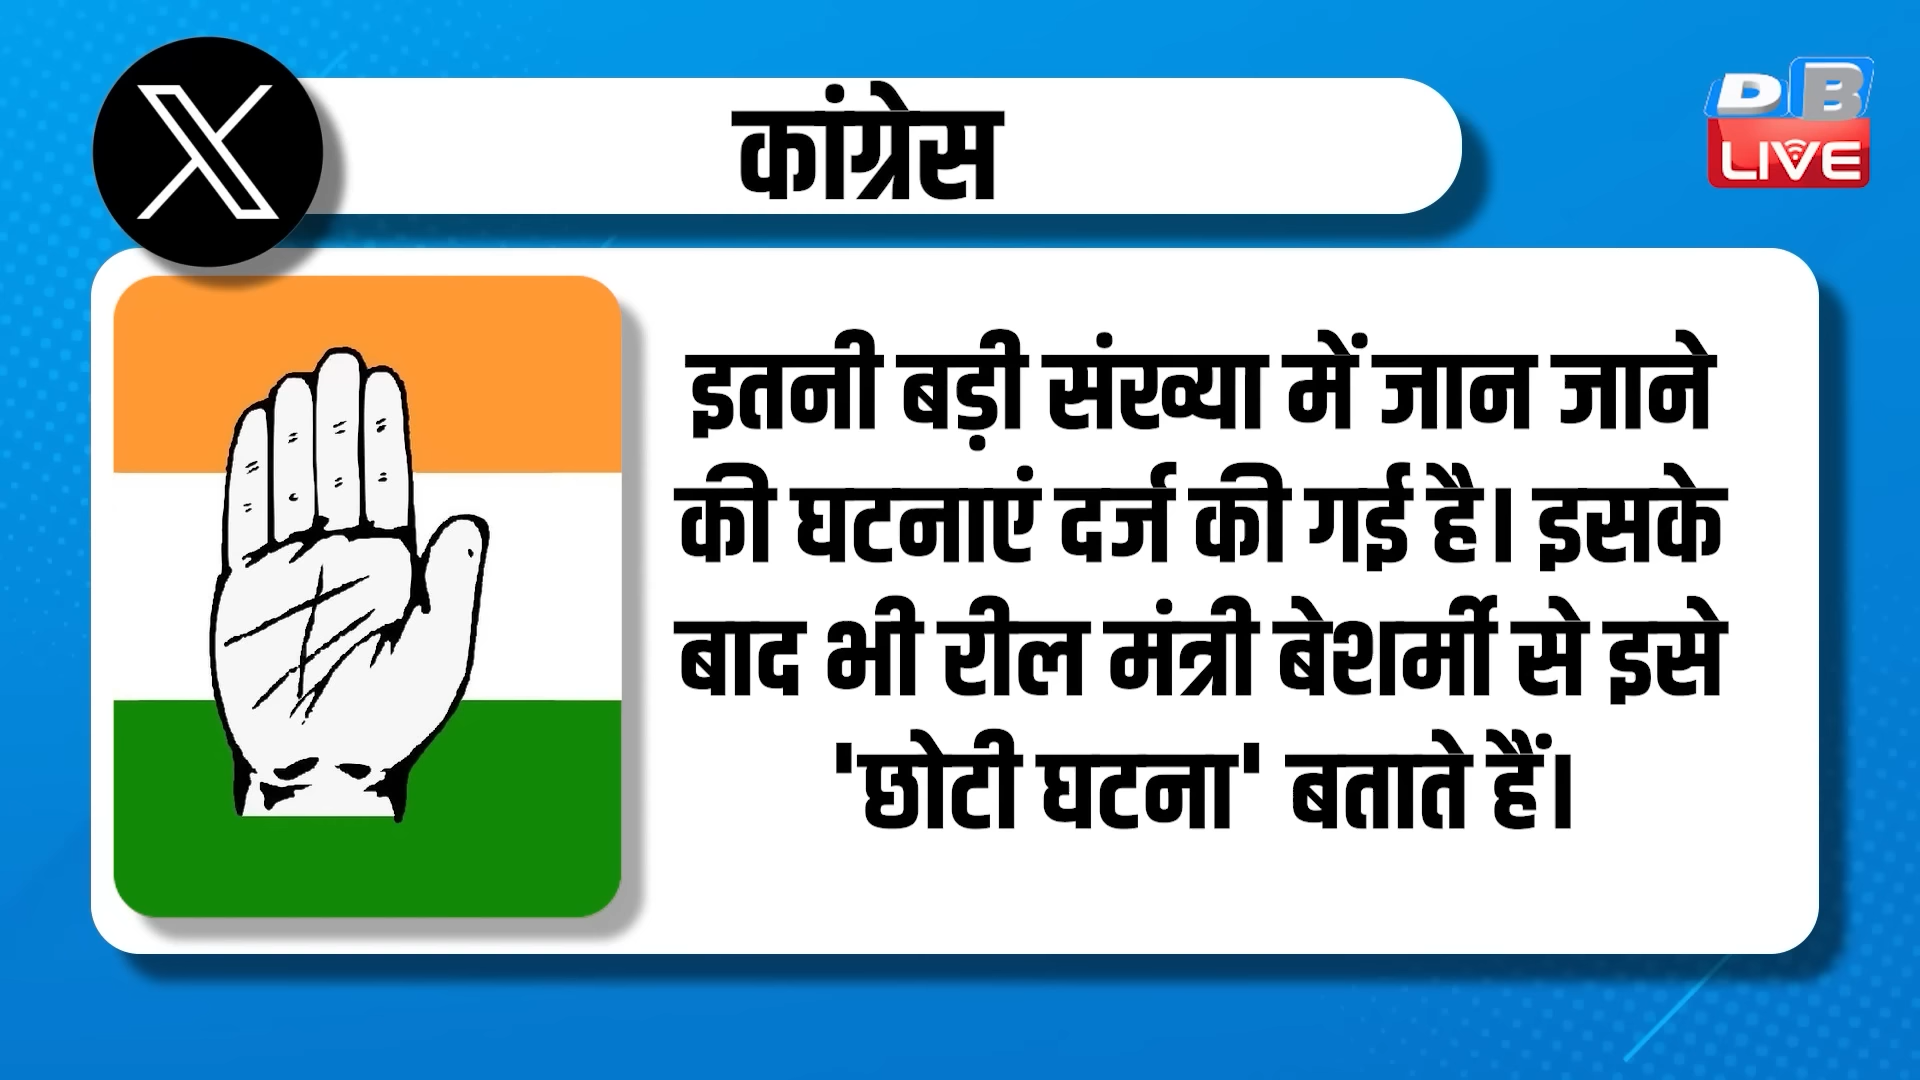 कांग्रेस
DB
LIVE
इतनी बड़ी संख्या में जान जाने
की घटनाएं दर्ज की गई है। इसके
बाद भी रील मंत्री बेशर्मी से इसे
'छोटी घटना' बताते हैं।